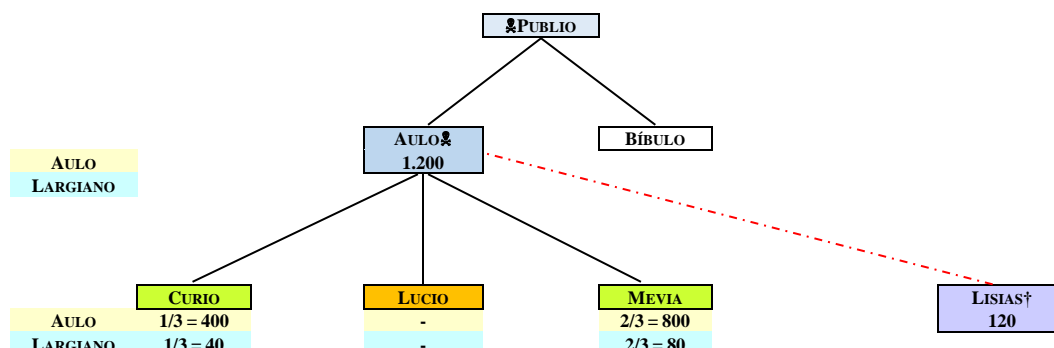 ☠PUBLIO
AULO☠ BÍBULO
1.200
AULO
LARGIANO
CURIO LUCIO MEVIA LISIAS†
AULO 1/3 = 400 - 2/3 = 800 120
LARGIANO 1/3 = 40 - 2/3 = 80